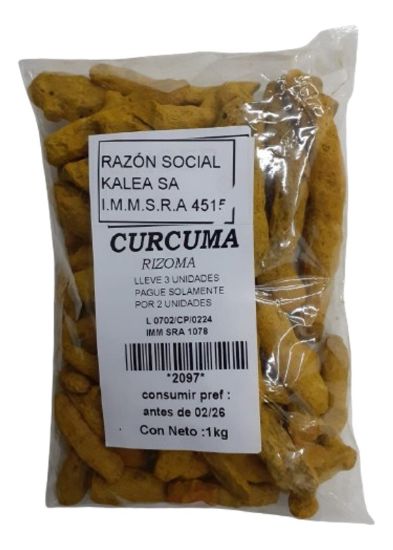 RAZÓN SOCIAL
KALEA SA
I.M.M.S.R.A 4515
CURCUMA
RIZOMA
LLEVE 3 UNIDADES
PAGUE SOLAMENTE
POR 2 UNIDADES
L 0702/CP/0224
IMM SRA 1078
*2097*
consumir pref :
antes de 02/26
Con Neto :1kg